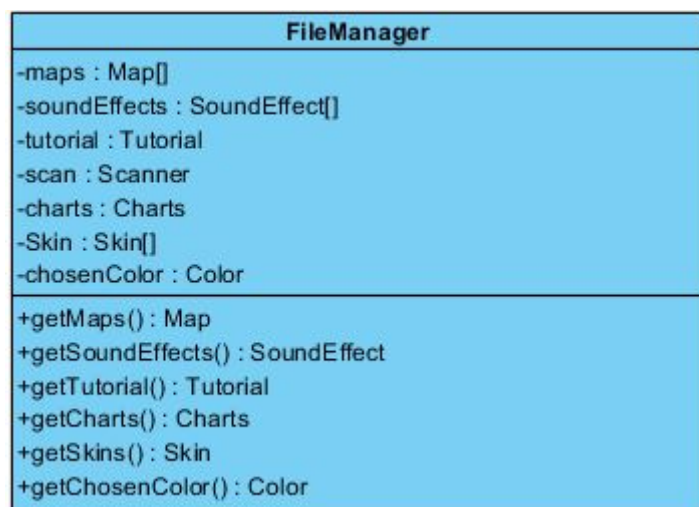 FileManager
-maps : Map[]
-soundEffects : SoundEffect[]
-tutorial : Tutorial
-scan : Scanner
-charts : Charts
-Skin : Skin[]
-chosenColor : Color
+getMaps() : Map
+getSoundEffects() : SoundEffect
+getTutorial() : Tutorial
+getCharts() : Charts
+getSkins() : Skin
+getChosenColor() : Color